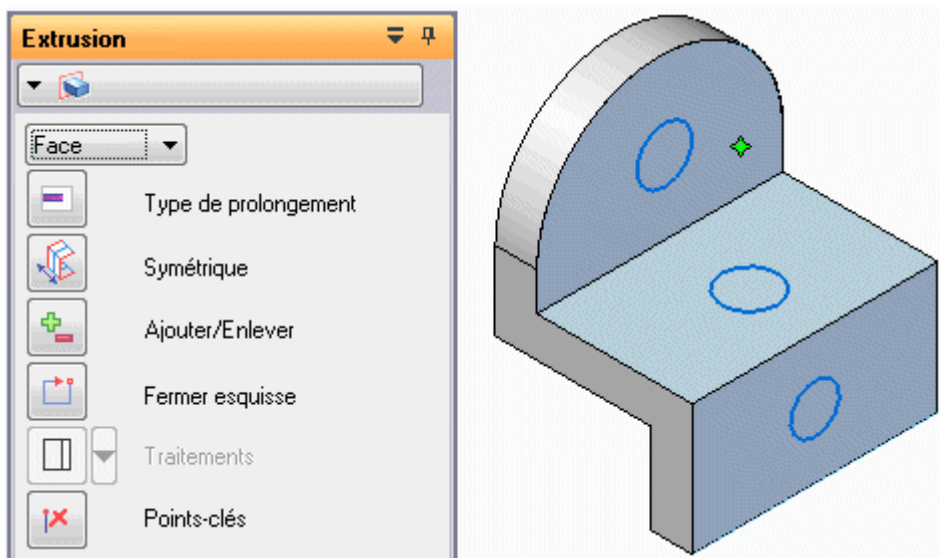 Extrusion
Face
Type de prolongement
Symétrique
Ajouter/Enlever
Fermer esquisse
Traitements
Points-clés